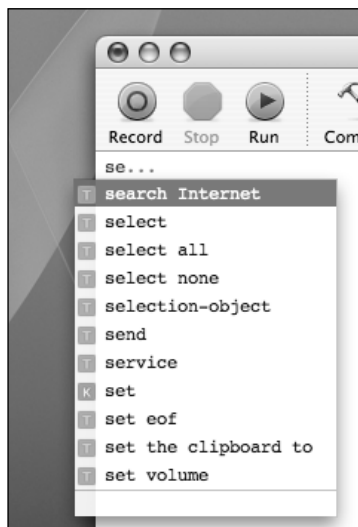 Record Stop Run Com
se...
T search Internet
T select
T select all
T select none
T selection-object
T send
T service
K set
T set eof
T set the clipboard to
T set volume